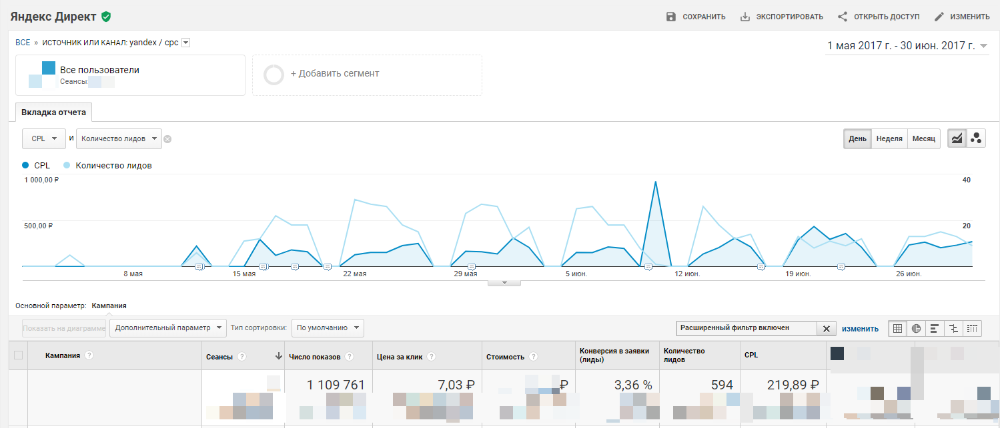 Яндекс Директ
СОХРАНИТЬ ЭКСПОРТИРОВАТЬ ОТКРЫТЬ ДОСТУП ИЗМЕНИТЬ
ВСЕ » ИСТОЧНИК ИЛИ КАНАЛ: yandex / cpc
1 мая 2017 г. - 30 июн. 2017 г.
Все пользователи
Сеансы:
+ Добавить сегмент
Вкладка отчета
CPL и Количество лидов
День Неделя Месяц
CPL Количество лидов
1 000,00 ₽ 40
500,00 ₽ 20
8 мая 15 мая 22 мая 29 мая 5 июн. 12 июн. 19 июн. 26 июн.
Основной параметр: Кампания
Показать на диаграмме Дополнительный параметр Тип сортировки: По умолчанию Расширенный фильтр включен изменить
Кампания ? Сеансы ? Число показов ? Цена за клик ? Стоимость ? Конверсия в заявки (лиды) Количество лидов CPL
1 109 761 7,03 ₽ ₽ 3,36 % 594 219,89 ₽